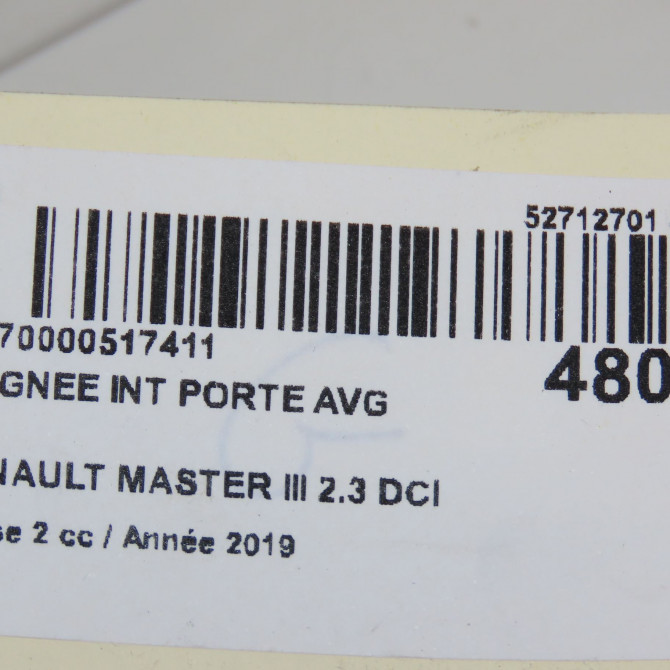 52712701
70000517411
480
GNEE INT PORTE AVG
NAULT MASTER III 2.3 DCI
se 2 cc / Année 2019